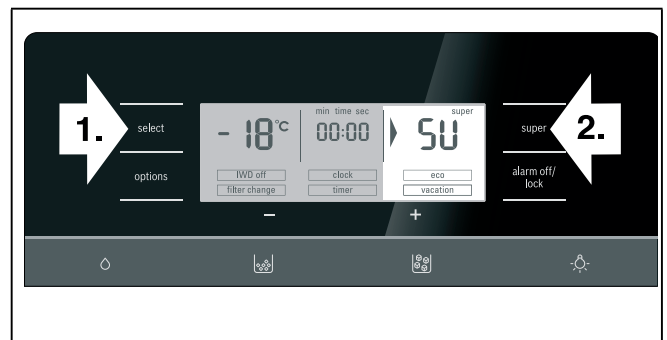 min time sec
super
1.
select
- 18°C
00:00
SU
super
2.
options
IWD off
clock
eco
alarm off/
lock
filter change
timer
vacation
−
+